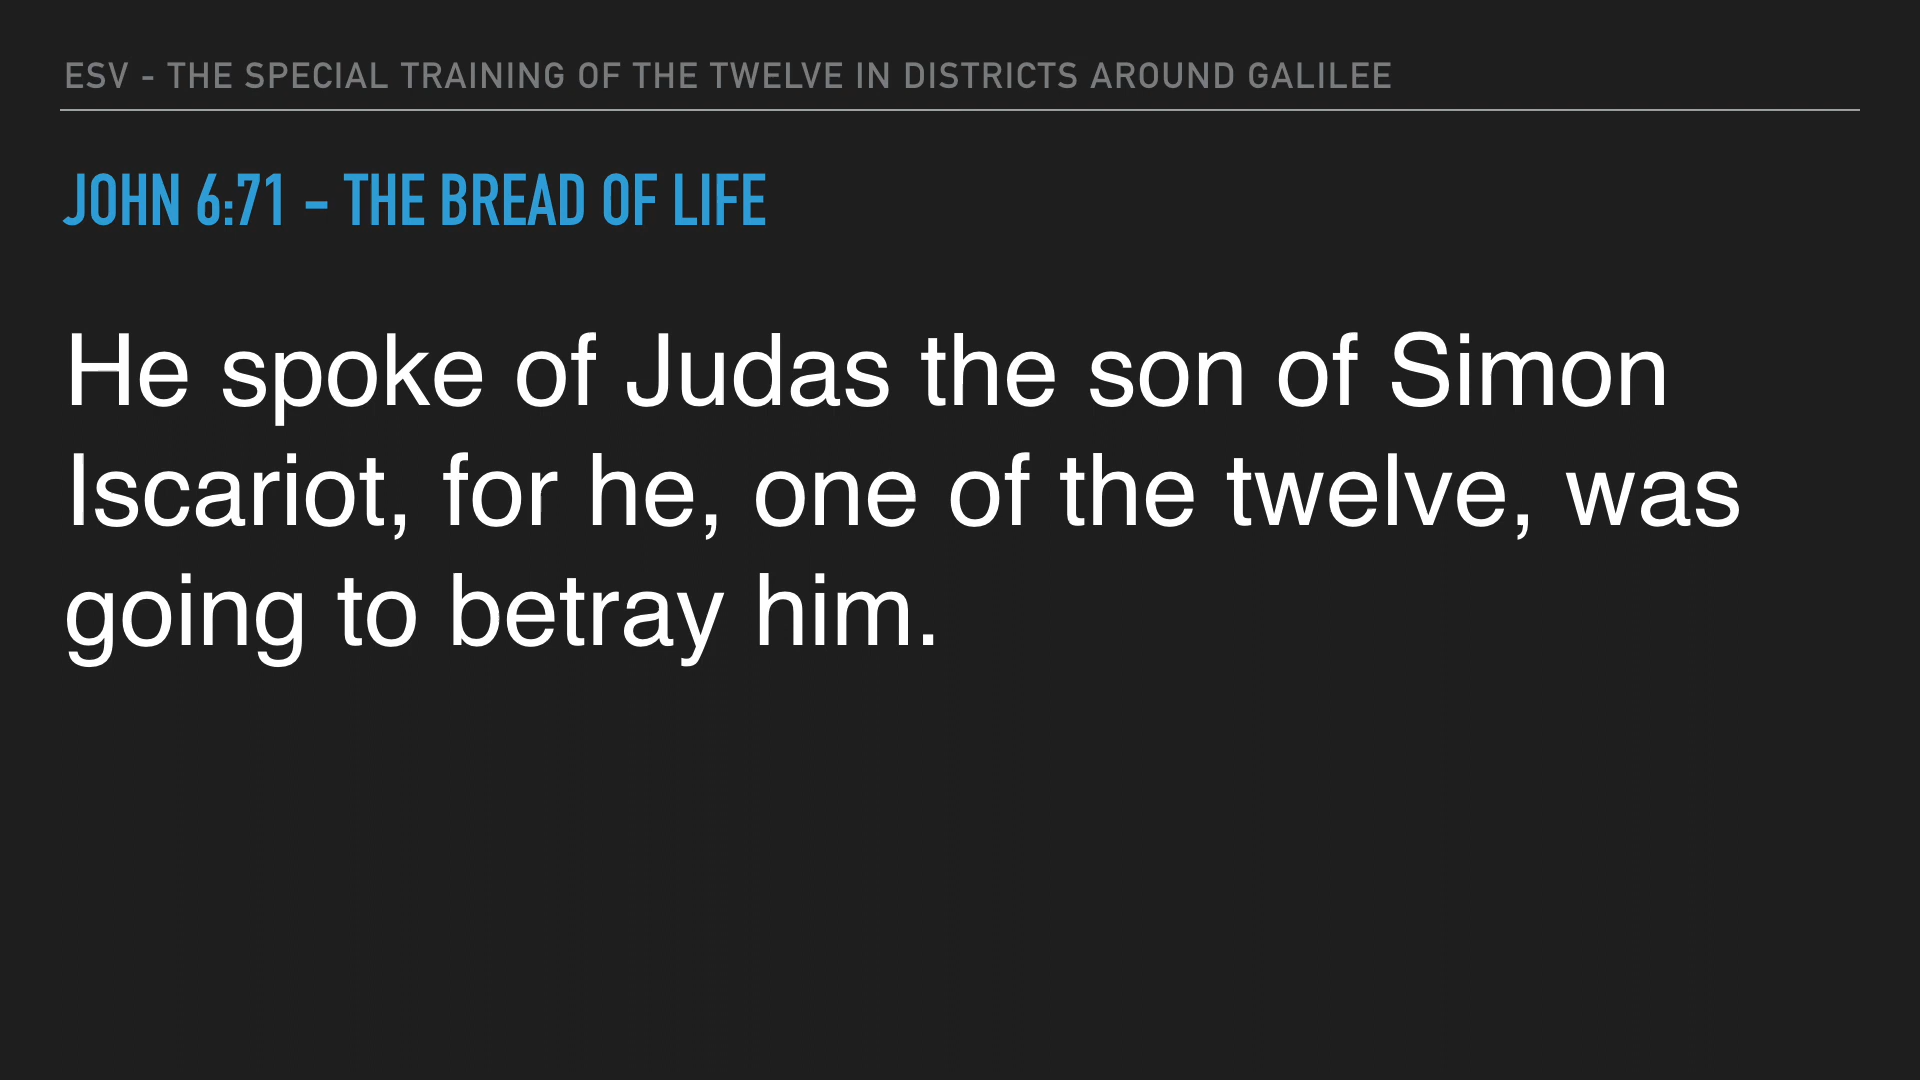 ESV - THE SPECIAL TRAINING OF THE TWELVE IN DISTRICTS AROUND GALILEE
JOHN 6:71 – THE BREAD OF LIFE
He spoke of Judas the son of Simon
Iscariot, for he, one of the twelve, was
going to betray him.